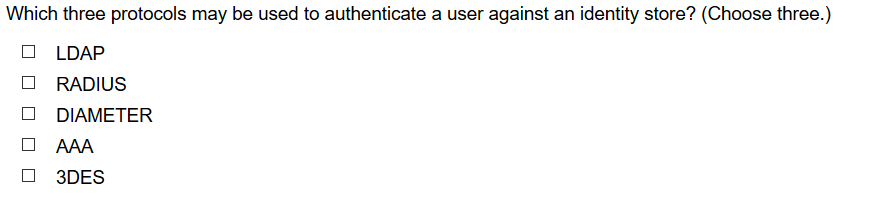 Which three protocols may be used to authenticate a user against an identity store? (Choose three.)
LDAP
RADIUS
DIAMETER
AAA
3DES